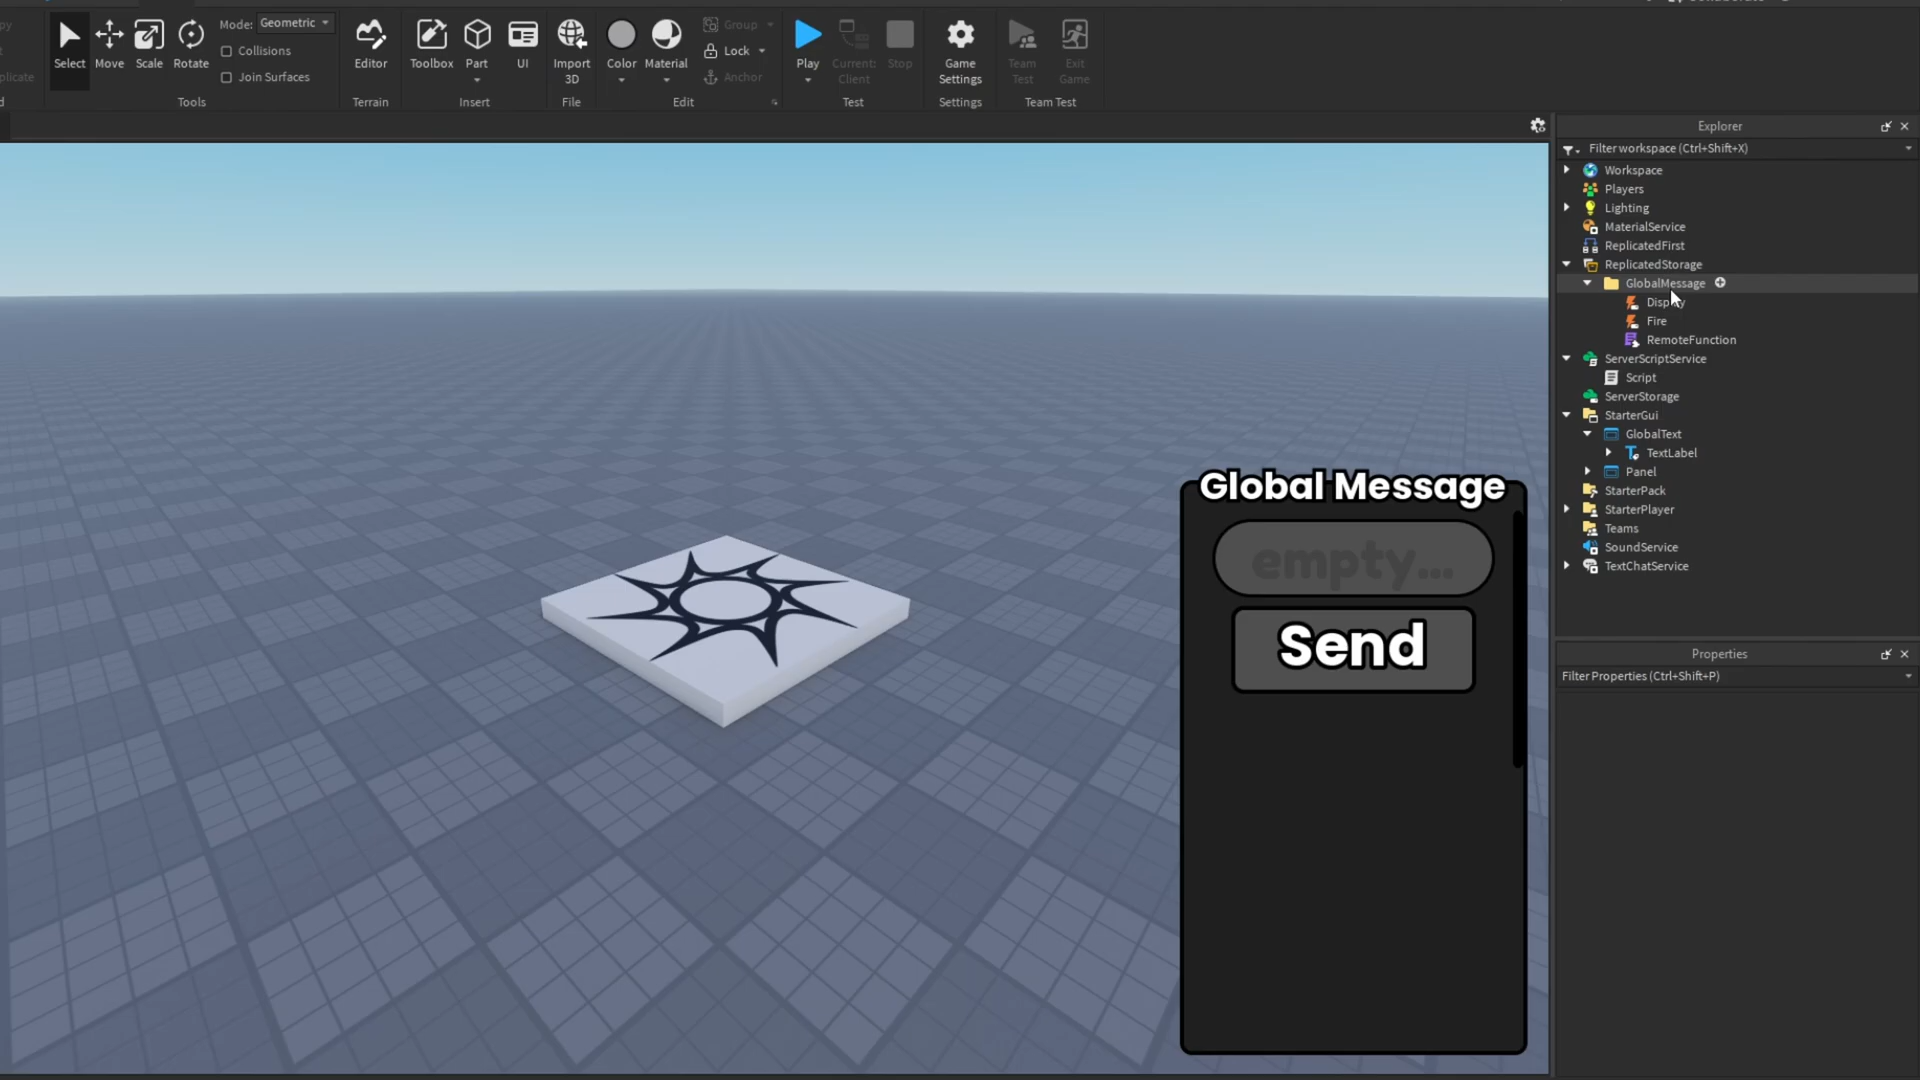 Mode: Geometric
Collisions
Join Surfaces
Select
Move
Scale
Rotate
Tools
Editor
Terrain
Toolbox
Part
UI
Insert
Import
3D
File
Color
Material
Group
Lock
Anchor
Edit
Play
Current:
Client
Stop
Test
Game
Settings
Settings
Team
Test
Exit
Game
Team Test
Explorer
Filter workspace (Ctrl+Shift+X)
Workspace
Players
Lighting
MaterialService
ReplicatedFirst
ReplicatedStorage
GlobalMessage
Display
Fire
RemoteFunction
ServerScriptService
Script
ServerStorage
StarterGui
GlobalText
TextLabel
Panel
StarterPack
StarterPlayer
Teams
SoundService
TextChatService
Properties
Filter Properties (Ctrl+Shift+P)
Global Message
empty...
Send